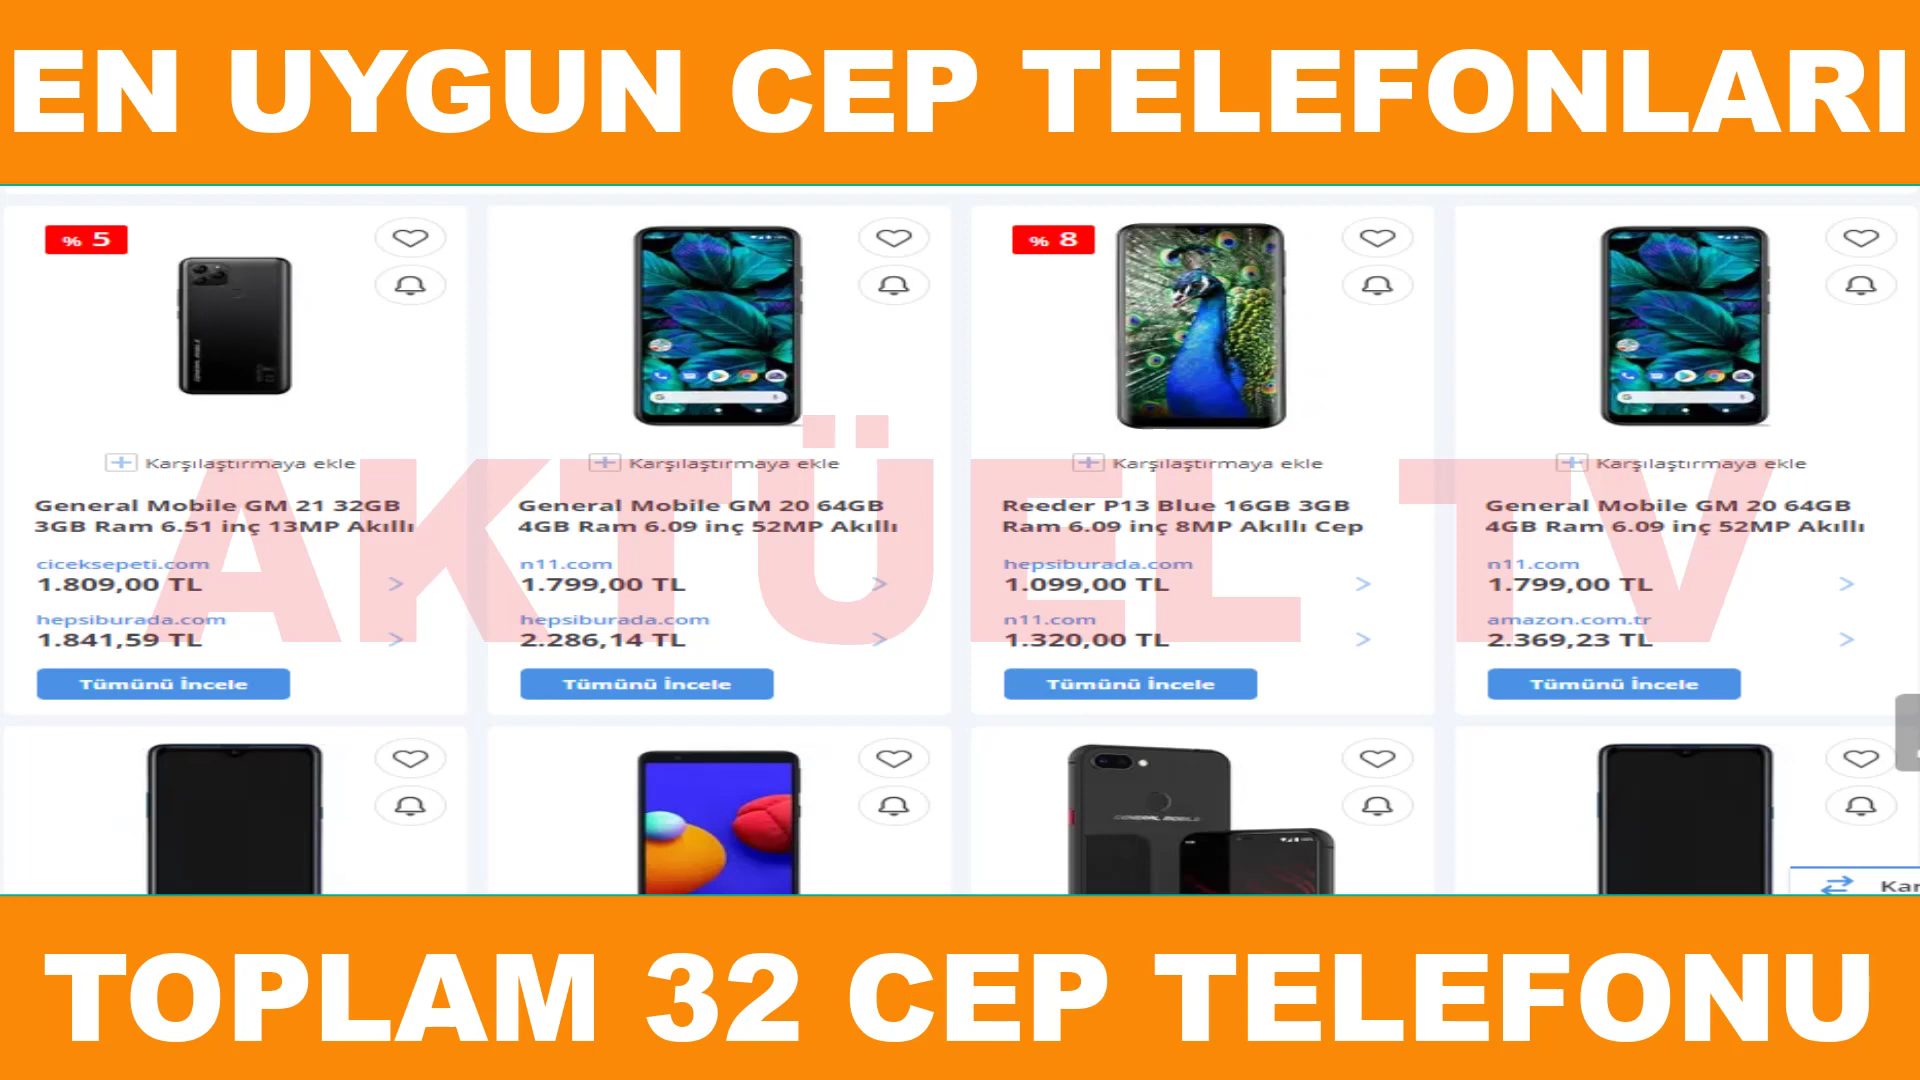 EN UYGUN CEP TELEFONLARI
% 5
% 8
Karşılaştırmaya ekle
Karşılaştırmaya ekle
Karşılaştırmaya ekle
Karşılaştırmaya ekle
General Mobile GM 21 32GB
3GB Ram 6.51 inç 13MP Akıllı
ciceksepeti.com
1.809,00 TL
hepsiburada.com
1.841,59 TL
Tümünü İncele
General Mobile GM 20 64GB
4GB Ram 6.09 inç 52MP Akıllı
n11.com
1.799,00 TL
hepsiburada.com
2.286,14 TL
Tümünü İncele
Reeder P13 Blue 16GB 3GB
Ram 6.09 inç 8MP Akıllı Cep
hepsiburada.com
1.099,00 TL
n11.com
1.320,00 TL
Tümünü İncele
General Mobile GM 20 64GB
4GB Ram 6.09 inç 52MP Akıllı
n11.com
1.799,00 TL
amazon.com.tr
2.369,23 TL
Tümünü İncele
AKTÜEL TV
GENERAL MOBILE
Kar
TOPLAM 32 CEP TELEFONU